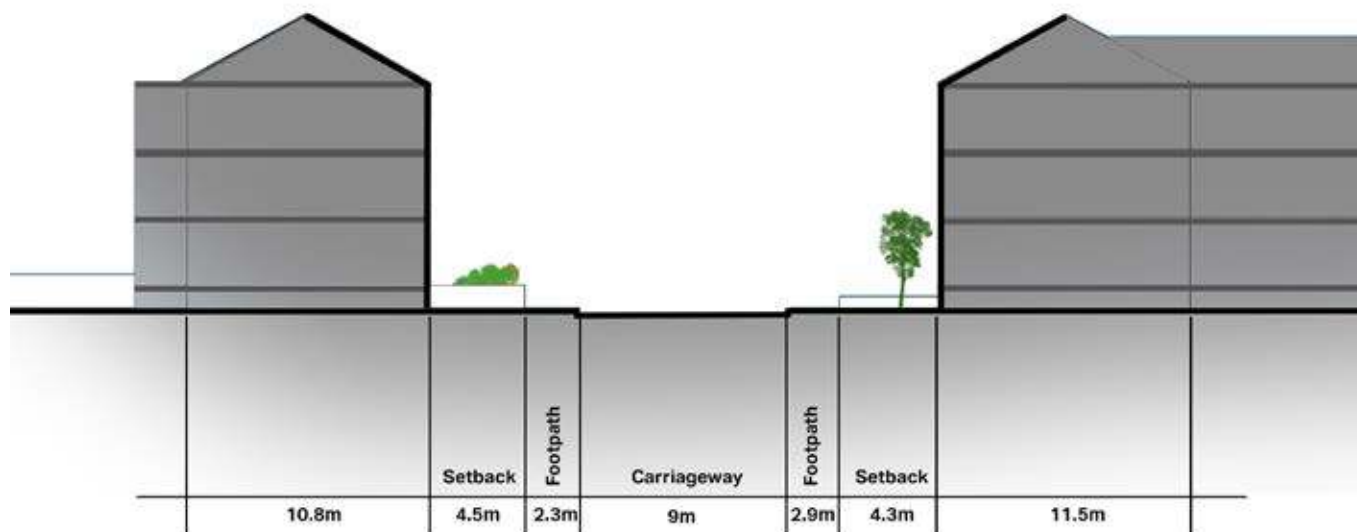 Footpath
Footpath
Setback
Carriageway
Setback
10.8m
4.5m
2.3m
9m
2.9m
4.3m
11.5m